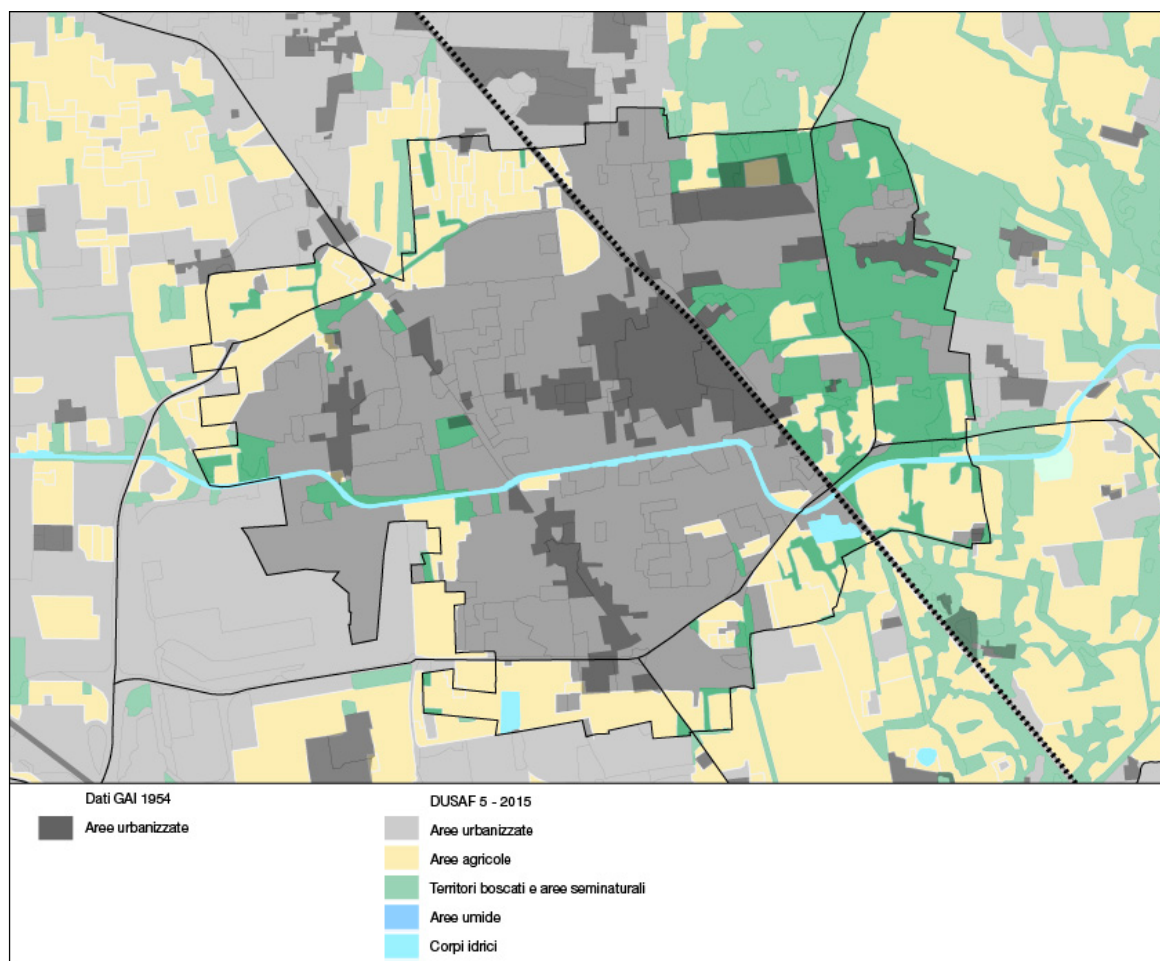 Dati GAI 1954
Aree urbanizzate
DUSAF 5 - 2015
Aree urbanizzate
Aree agricole
Territori boscati e aree seminaturali
Aree umide
Corpi idrici